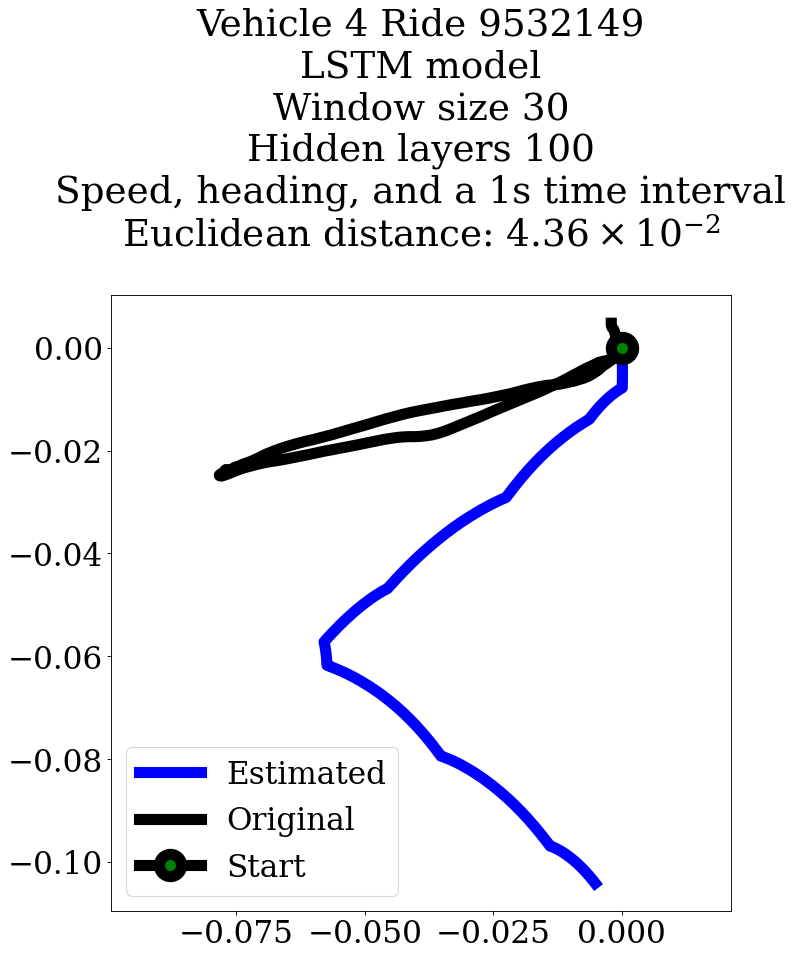 Vehicle 4 Ride 9532149
LSTM model
Window size 30
Hidden layers 100
Speed, heading, and a 1s time interval
Euclidean distance: 4.36 × 10⁻²
0.00
−0.02
−0.04
−0.06
−0.08
−0.10
Estimated
Original
Start
−0.075 −0.050 −0.025 0.000